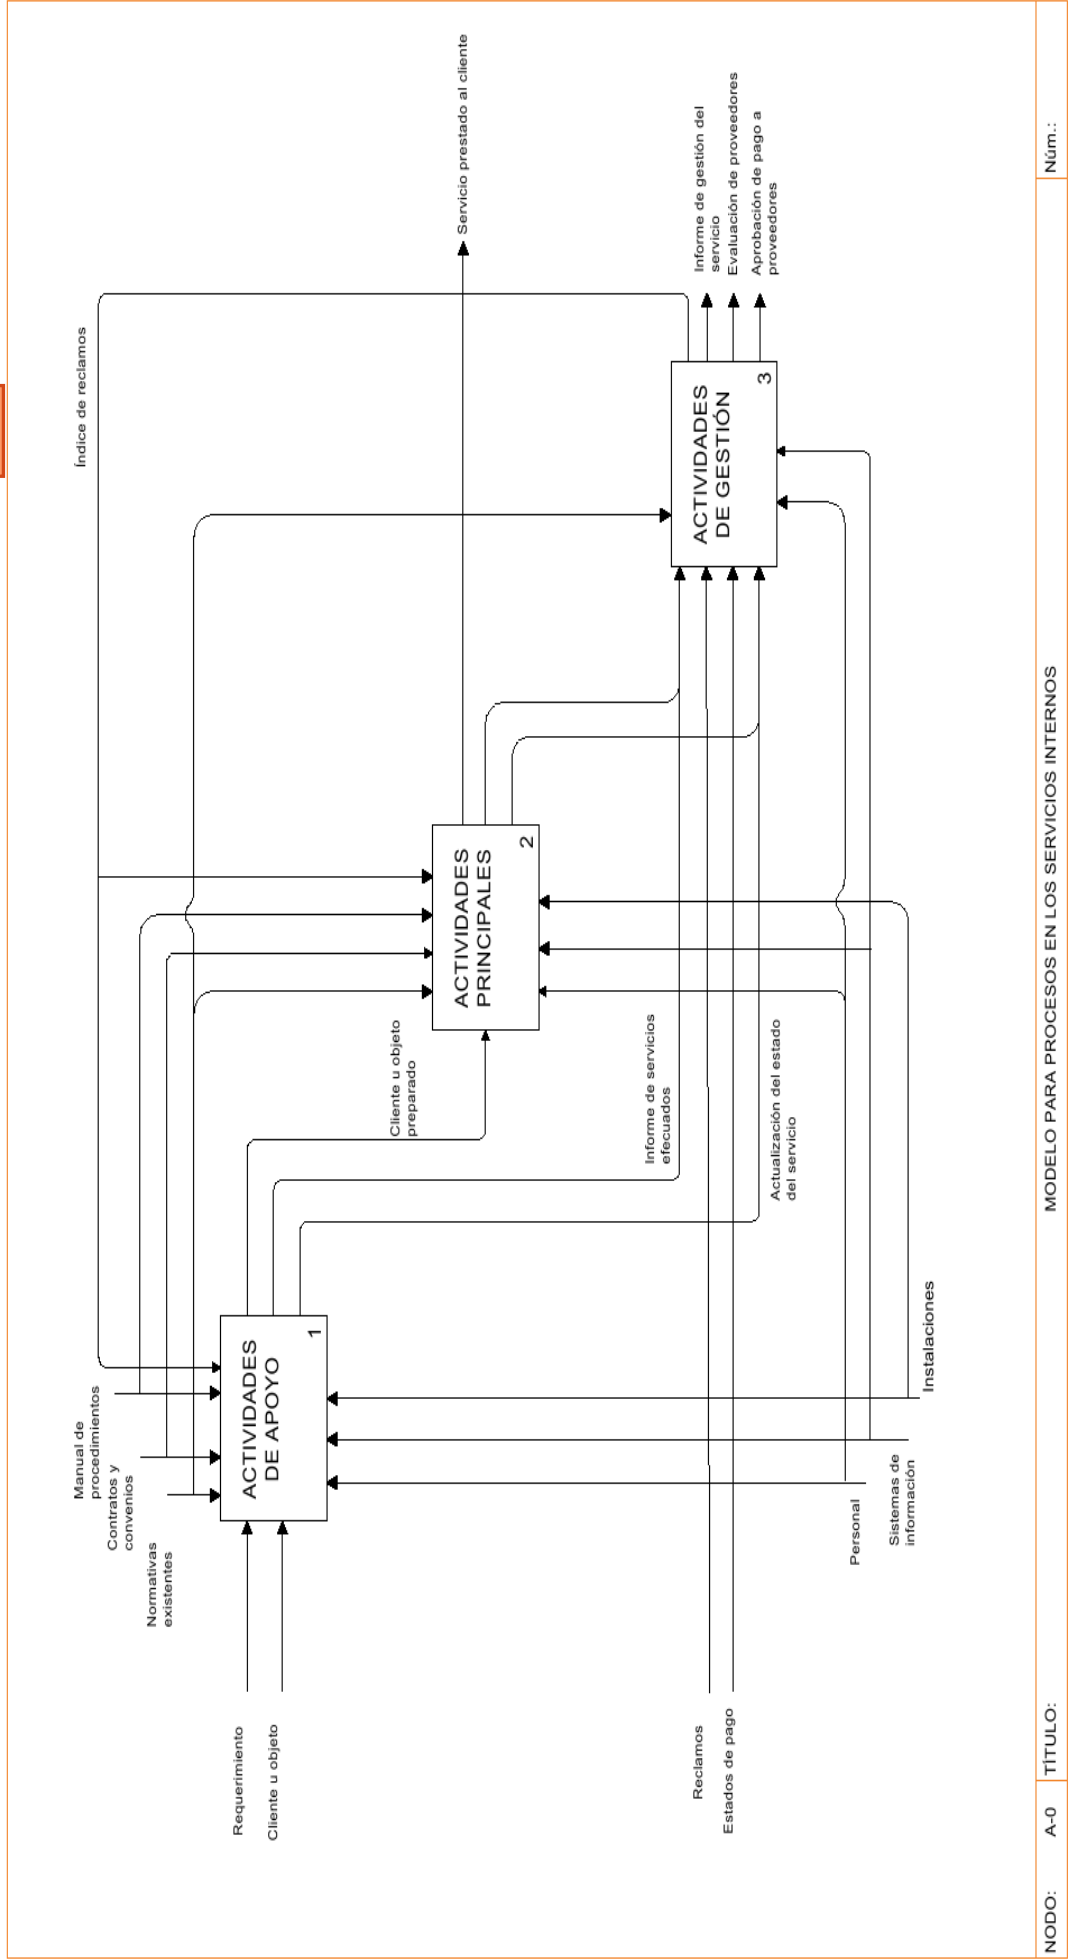 Índice de reclamos
Manual de
procedimientos
Contratos y
convenios
Normativas
existentes
Requerimiento
Cliente u objeto
ACTIVIDADES
DE APOYO
1
Cliente u objeto
preparado
ACTIVIDADES
PRINCIPALES
2
Servicio prestado al cliente
Informe de servicios
efecuados
Actualización del estado
del servicio
ACTIVIDADES
DE GESTIÓN
3
Informe de gestión del
servicio
Evaluación de proveedores
Aprobación de pago a
proveedores
Reclamos
Estados de pago
Personal
Sistemas de
información
Instalaciones
NODO: A-0 TÍTULO: MODELO PARA PROCESOS EN LOS SERVICIOS INTERNOS Núm.: